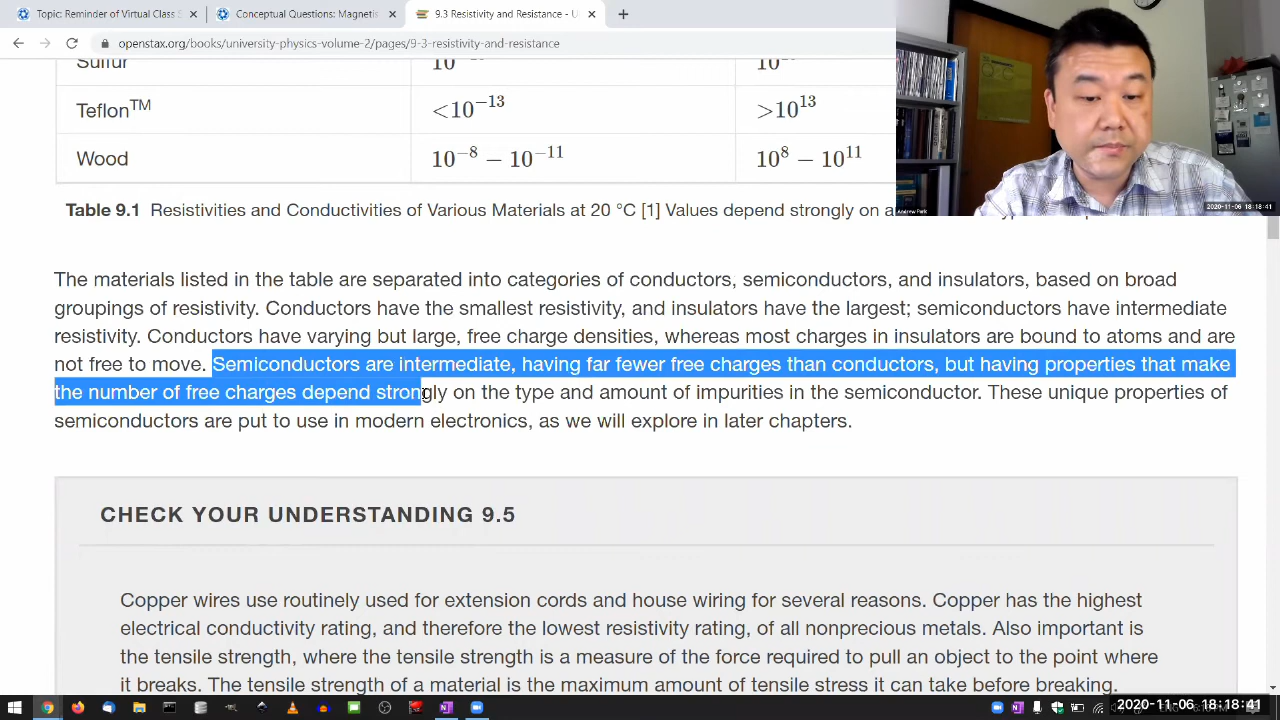 Topic: Reminder of Virtual Class S
Conceptual Questions: Magnetis
9.3 Resistivity and Resistance - U
openstax.org/books/university-physics-volume-2/pages/9-3-resistivity-and-resistance
Sulfur
Teflon™ <10⁻¹³ >10¹³
Wood 10⁻⁸ – 10⁻¹¹ 10⁸ – 10¹¹
Table 9.1 Resistivities and Conductivities of Various Materials at 20 °C [1] Values depend strongly on a
Andrew Park
2020-11-06 18:18:41
The materials listed in the table are separated into categories of conductors, semiconductors, and insulators, based on broad
groupings of resistivity. Conductors have the smallest resistivity, and insulators have the largest; semiconductors have intermediate
resistivity. Conductors have varying but large, free charge densities, whereas most charges in insulators are bound to atoms and are
not free to move. Semiconductors are intermediate, having far fewer free charges than conductors, but having properties that make
the number of free charges depend strongly on the type and amount of impurities in the semiconductor. These unique properties of
semiconductors are put to use in modern electronics, as we will explore in later chapters.
CHECK YOUR UNDERSTANDING 9.5
Copper wires use routinely used for extension cords and house wiring for several reasons. Copper has the highest
electrical conductivity rating, and therefore the lowest resistivity rating, of all nonprecious metals. Also important is
the tensile strength, where the tensile strength is a measure of the force required to pull an object to the point where
it breaks. The tensile strength of a material is the maximum amount of tensile stress it can take before breaking.
2020-11-06 18:18:41